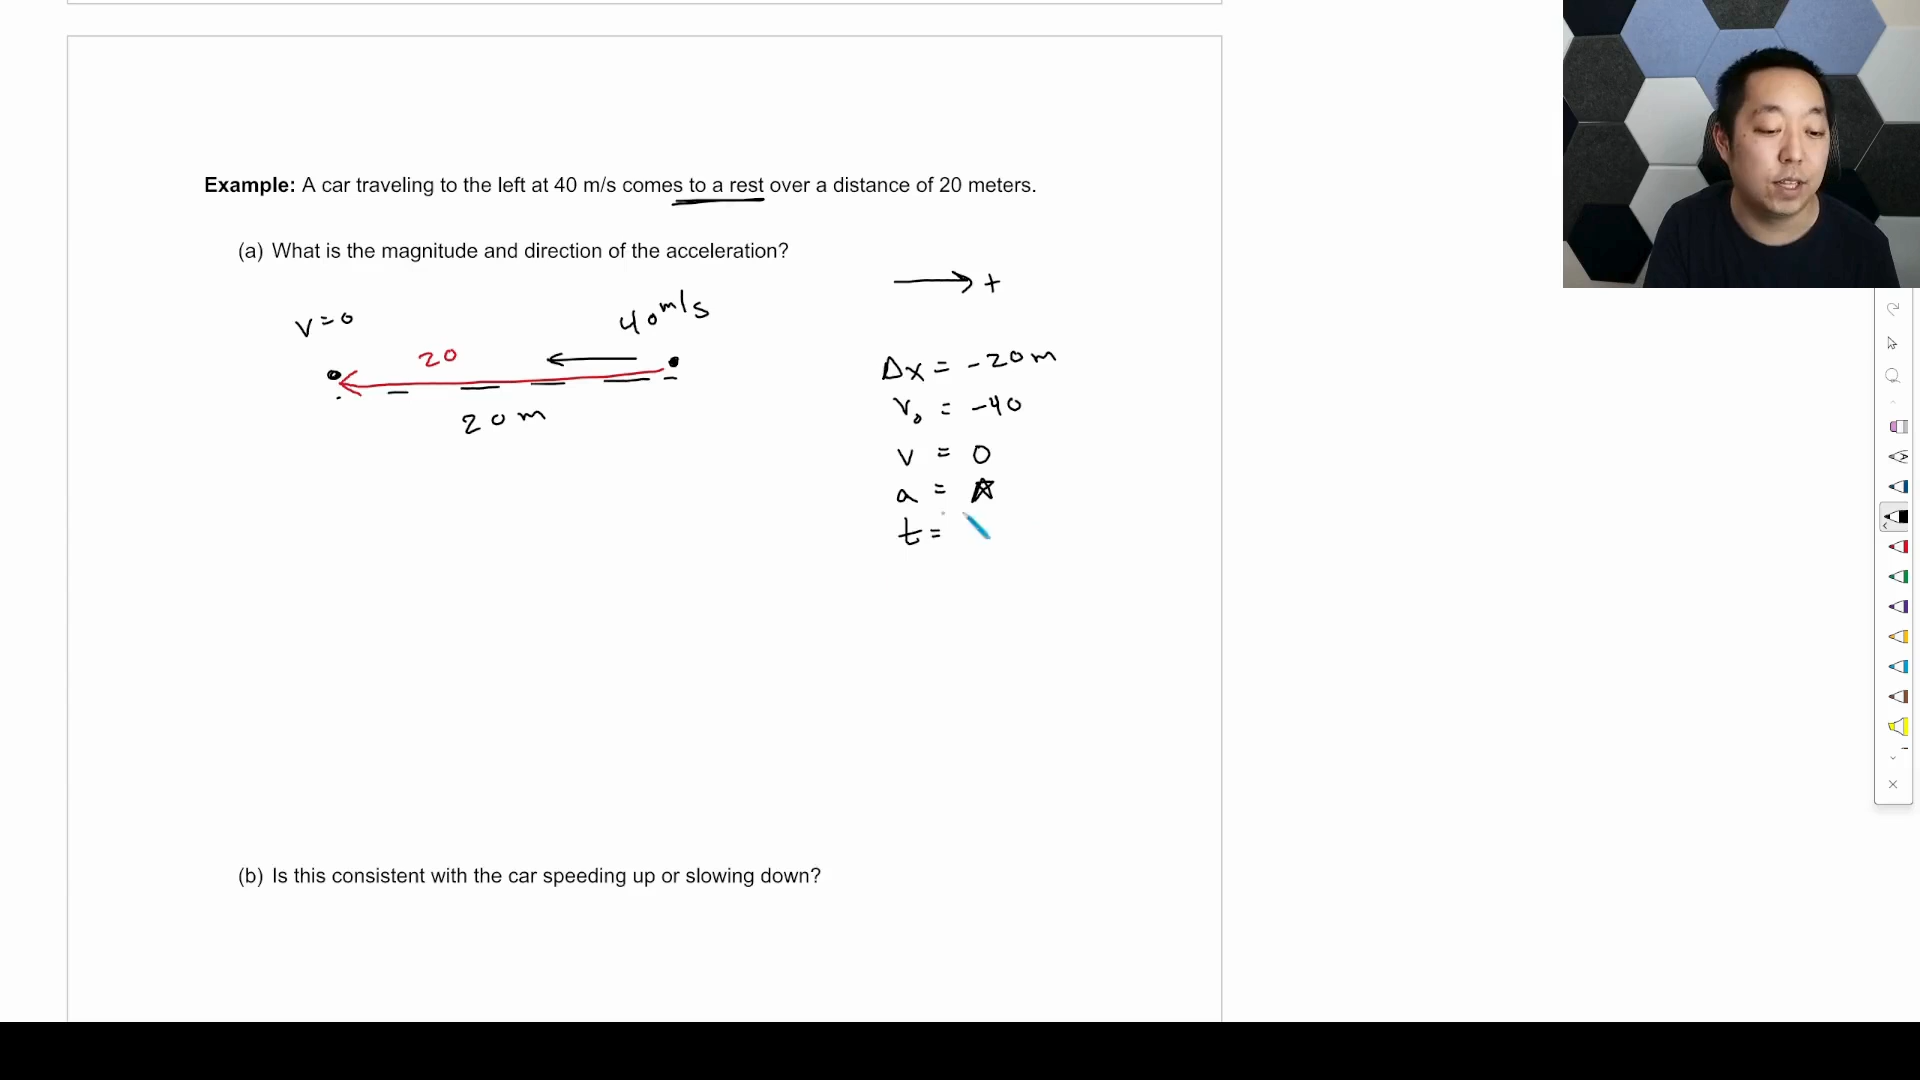 Example: A car traveling to the left at 40 m/s comes to a rest over a distance of 20 meters.
(a) What is the magnitude and direction of the acceleration?
→ +
v = 0
40 m/s
20
20 m
Δx = -20 m
v₀ = -40
v = 0
a = ☆
t =
(b) Is this consistent with the car speeding up or slowing down?